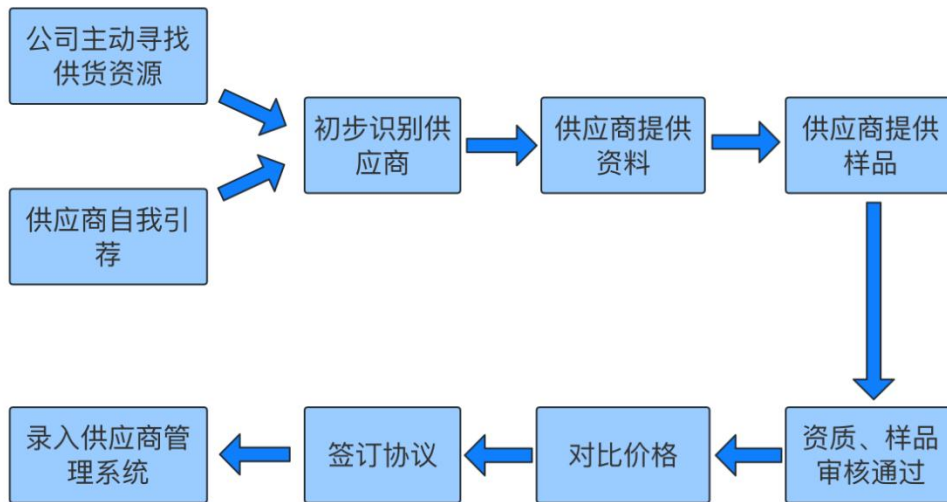 公司主动寻找
供货资源
供应商自我引
荐
初步识别供
应商
供应商提供
资料
供应商提供
样品
资质、样品
审核通过
对比价格
签订协议
录入供应商管
理系统